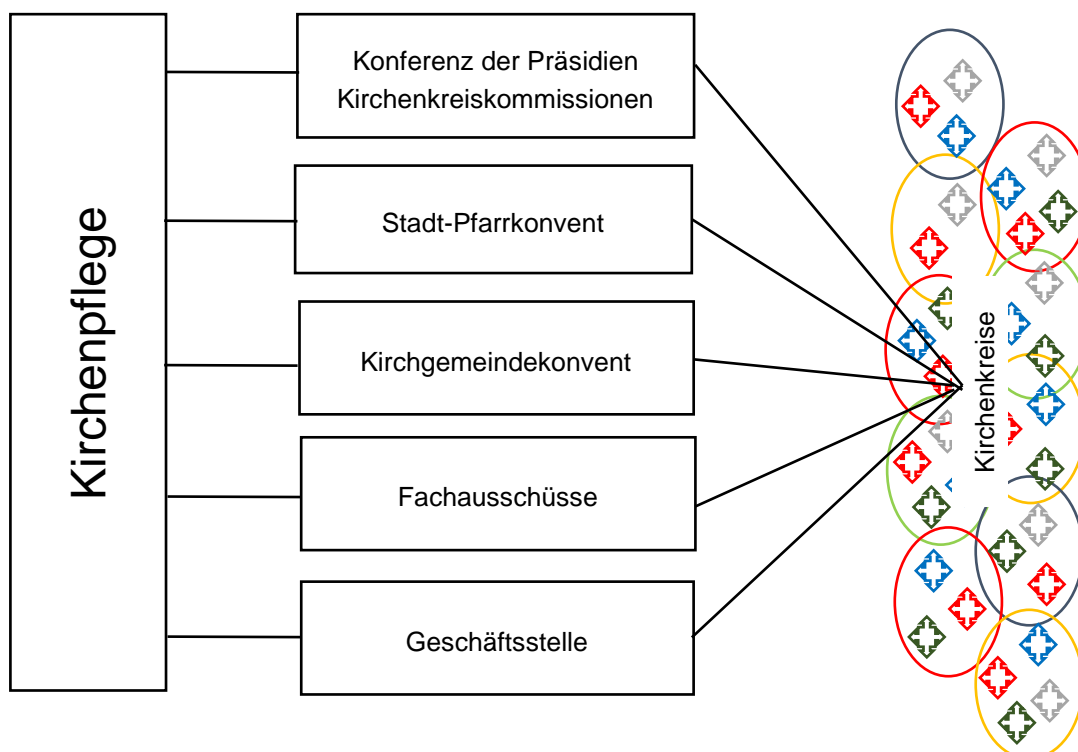 Kirchenpflege
Konferenz der Präsidien
Kirchenkreiskommissionen
Stadt-Pfarrkonvent
Kirchgemeindekonvent
Fachausschüsse
Geschäftsstelle
Kirchenkreise